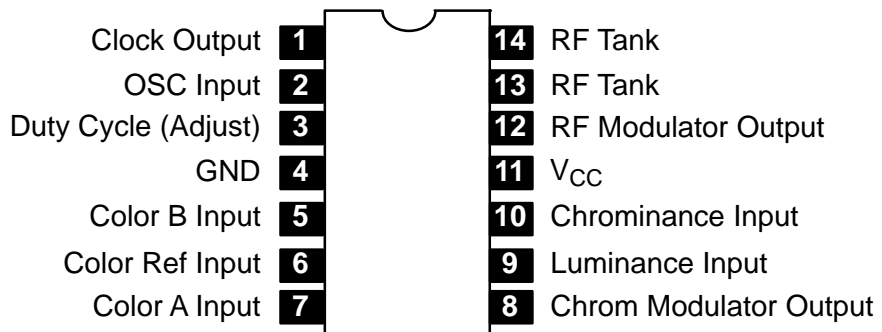 Clock Output 1 14 RF Tank
OSC Input 2 13 RF Tank
Duty Cycle (Adjust) 3 12 RF Modulator Output
GND 4 11 VCC
Color B Input 5 10 Chrominance Input
Color Ref Input 6 9 Luminance Input
Color A Input 7 8 Chrom Modulator Output